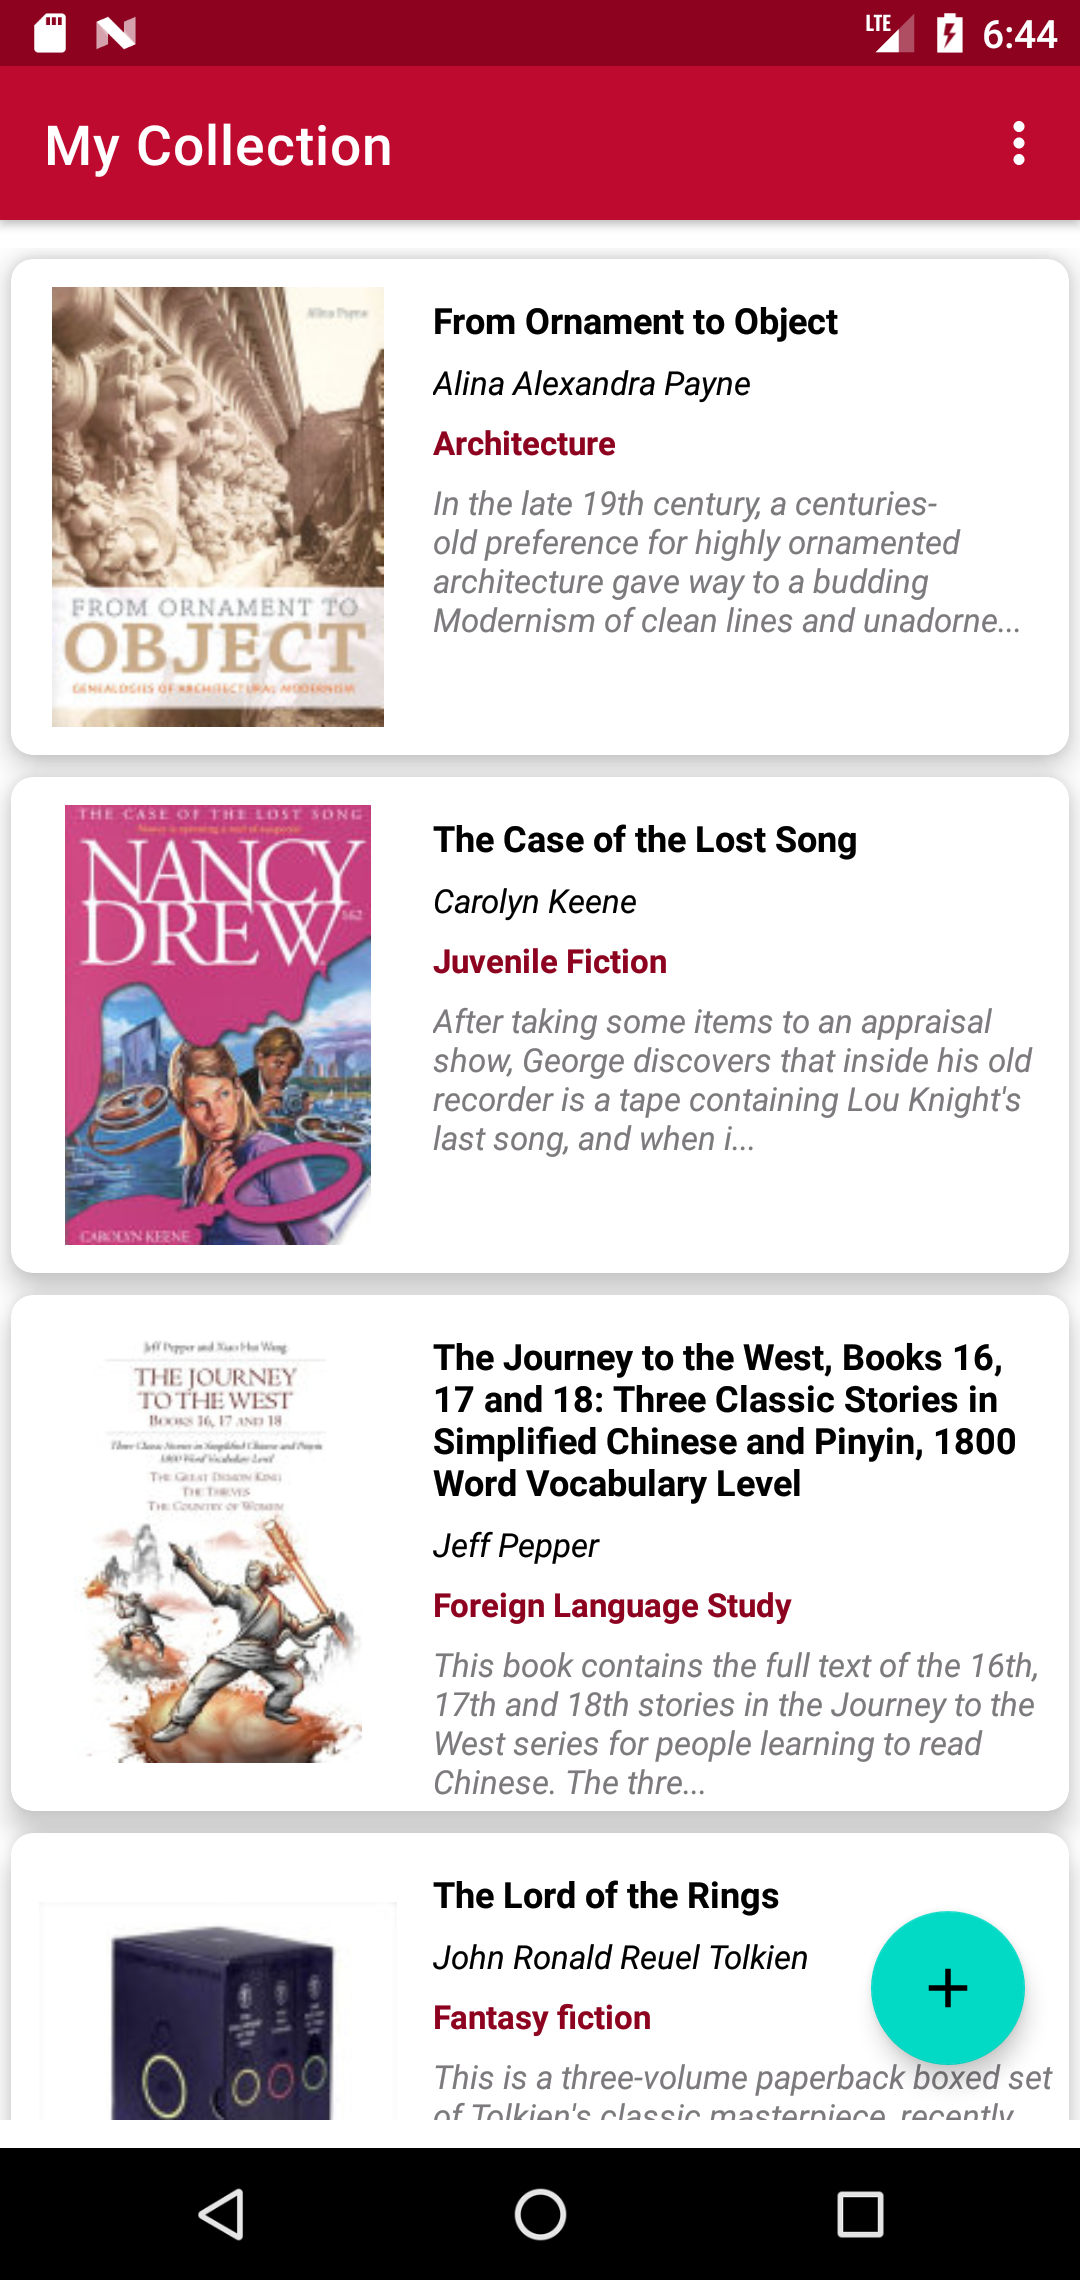 LTE 6:44
My Collection
Alina Payne
FROM ORNAMENT TO
OBJECT
GENEALOGIES OF ARCHITECTURAL MODERNISM
From Ornament to Object
Alina Alexandra Payne
Architecture
In the late 19th century, a centuries-
old preference for highly ornamented
architecture gave way to a budding
Modernism of clean lines and unadorne...
THE CASE OF THE LOST SONG
NANCY
DREW
162
CAROLYN KEENE
The Case of the Lost Song
Carolyn Keene
Juvenile Fiction
After taking some items to an appraisal
show, George discovers that inside his old
recorder is a tape containing Lou Knight's
last song, and when i...
Jeff Pepper and Xiao Hui Wang
THE JOURNEY
TO THE WEST
BOOKS 16, 17 AND 18
Three Classic Stories in Simplified Chinese and Pinyin
1800 Word Vocabulary Level
THE GREAT DEMON KING
THE THIEVES
THE COUNTRY OF WOMEN
The Journey to the West, Books 16,
17 and 18: Three Classic Stories in
Simplified Chinese and Pinyin, 1800
Word Vocabulary Level
Jeff Pepper
Foreign Language Study
This book contains the full text of the 16th,
17th and 18th stories in the Journey to the
West series for people learning to read
Chinese. The thre...
The Lord of the Rings
John Ronald Reuel Tolkien
Fantasy fiction
This is a three-volume paperback boxed set
of Tolkien's classic masterpiece, recently